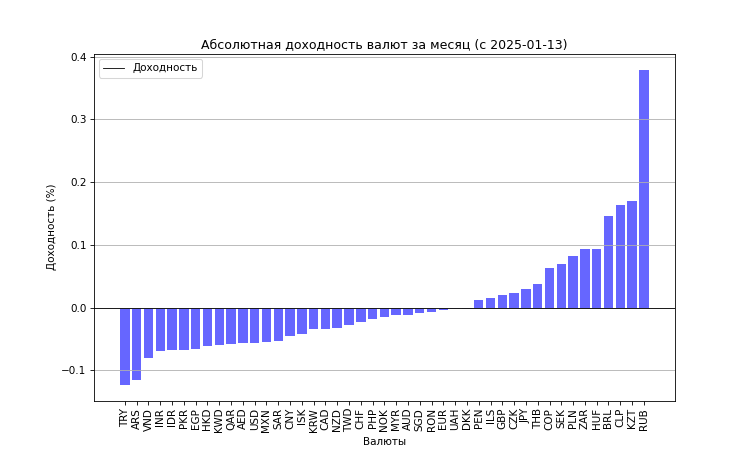 Абсолютная доходность валют за месяц (с 2025-01-13)
Доходность
Доходность (%)
0.4
0.3
0.2
0.1
0.0
−0.1
TRY ARS VND INR IDR PKR EGP HKD KWD QAR AED USD MXN SAR CNY ISK KRW CAD NZD TWD CHF PHP NOK MYR AUD SGD RON EUR UAH DKK PEN ILS GBP CZK JPY THB COP SEK PLN ZAR HUF BRL CLP KZT RUB
Валюты